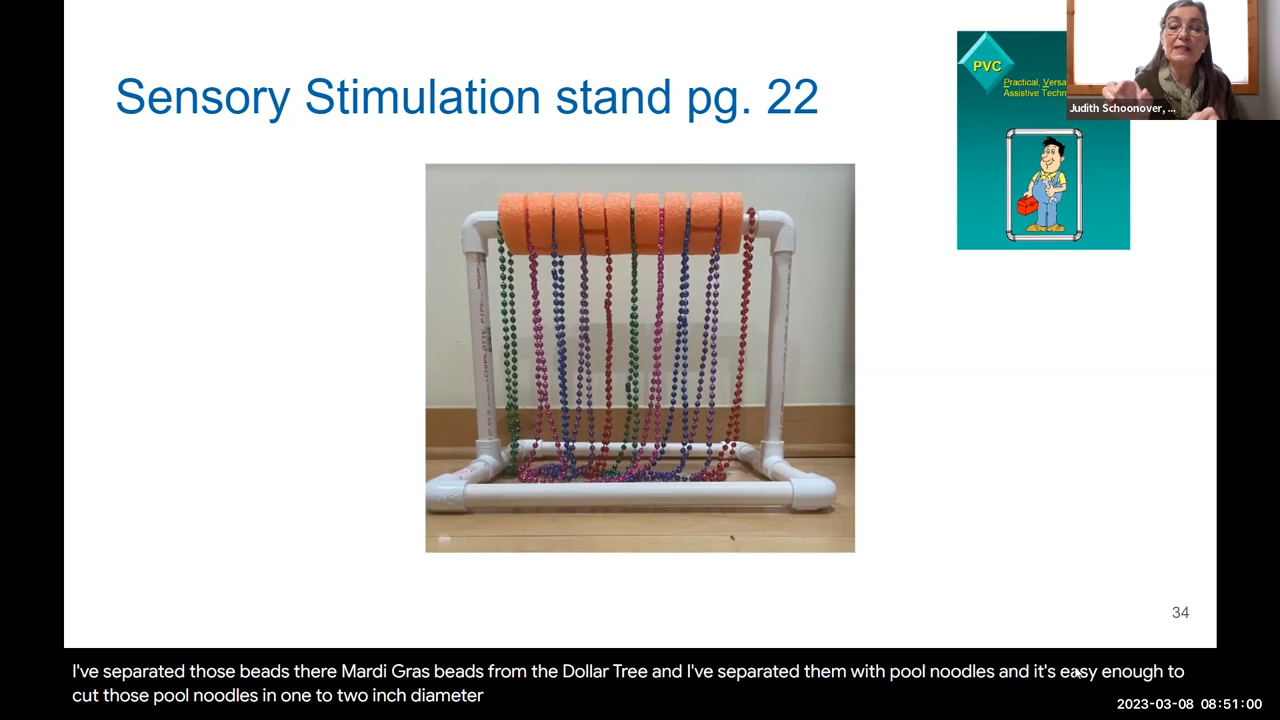 Sensory Stimulation stand pg. 22
PVC
Practical, Versa
Assistive Techn
Judith Schoonover, ...
34
I've separated those beads there Mardi Gras beads from the Dollar Tree and I've separated them with pool noodles and it's easy enough to
cut those pool noodles in one to two inch diameter
2023-03-08 08:51:00